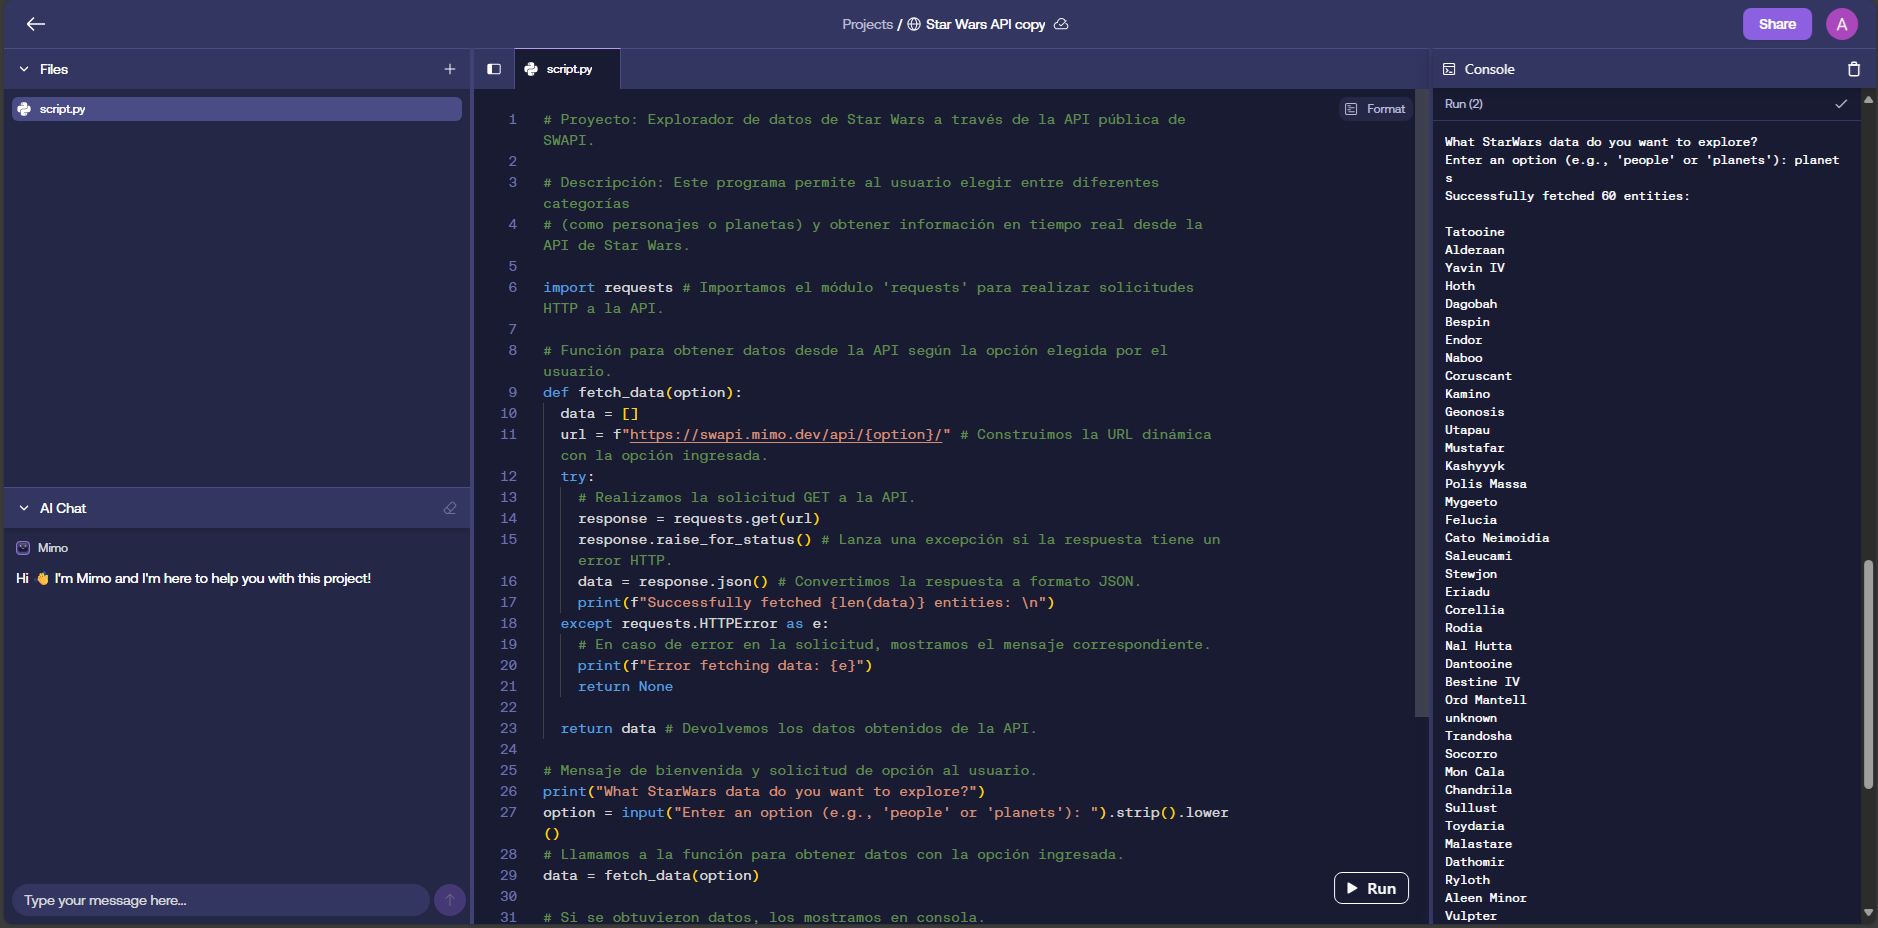 Projects / Star Wars API copy
Share
A
Files
script.py
AI Chat
Mimo
Hi 👋 I'm Mimo and I'm here to help you with this project!
Type your message here...
script.py
Format
1 # Proyecto: Explorador de datos de Star Wars a través de la API pública de
SWAPI.
2
3 # Descripción: Este programa permite al usuario elegir entre diferentes
categorías
4 # (como personajes o planetas) y obtener información en tiempo real desde la
API de Star Wars.
5
6 import requests # Importamos el módulo 'requests' para realizar solicitudes
HTTP a la API.
7
8 # Función para obtener datos desde la API según la opción elegida por el
usuario.
9 def fetch_data(option):
10 data = []
11 url = f"https://swapi.mimo.dev/api/{option}/" # Construimos la URL dinámica
con la opción ingresada.
12 try:
13 # Realizamos la solicitud GET a la API.
14 response = requests.get(url)
15 response.raise_for_status() # Lanza una excepción si la respuesta tiene un
error HTTP.
16 data = response.json() # Convertimos la respuesta a formato JSON.
17 print(f"Successfully fetched {len(data)} entities: \n")
18 except requests.HTTPError as e:
19 # En caso de error en la solicitud, mostramos el mensaje correspondiente.
20 print(f"Error fetching data: {e}")
21 return None
22
23 return data # Devolvemos los datos obtenidos de la API.
24
25 # Mensaje de bienvenida y solicitud de opción al usuario.
26 print("What StarWars data do you want to explore?")
27 option = input("Enter an option (e.g., 'people' or 'planets'): ").strip().lower
()
28 # Llamamos a la función para obtener datos con la opción ingresada.
29 data = fetch_data(option)
30
31 # Si se obtuvieron datos, los mostramos en consola.
Run
Console
Run (2)
What StarWars data do you want to explore?
Enter an option (e.g., 'people' or 'planets'): planet
s
Successfully fetched 60 entities:
Tatooine
Alderaan
Yavin IV
Hoth
Dagobah
Bespin
Endor
Naboo
Coruscant
Kamino
Geonosis
Utapau
Mustafar
Kashyyyk
Polis Massa
Mygeeto
Felucia
Cato Neimoidia
Saleucami
Stewjon
Eriadu
Corellia
Rodia
Nal Hutta
Dantooine
Bestine IV
Ord Mantell
unknown
Trandosha
Socorro
Mon Cala
Chandrila
Sullust
Toydaria
Malastare
Dathomir
Ryloth
Aleen Minor
Vulpter